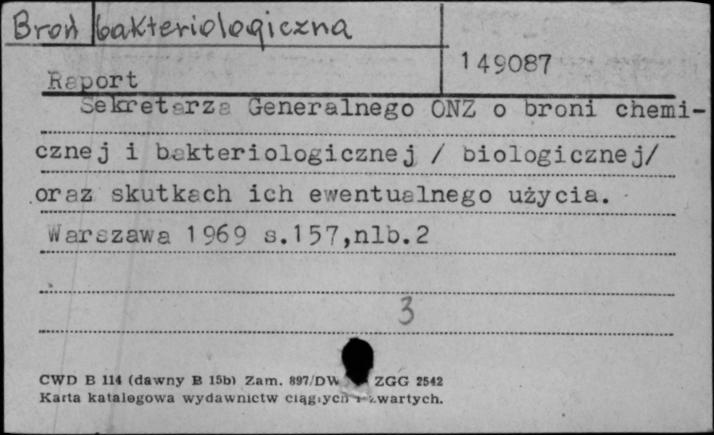 Broń bakteriologiczna
149087
Raport
Sekretarza Generalnego ONZ o broni chemi-
cznej i bakteriologicznej / biologicznej/
oraz skutkach ich ewentualnego użycia.
Warszawa 1969 s.157,nlb.2
3
CWD B 114 (dawny B 15b) Zam. 897/DW ZGG 2542
Karta katalogowa wydawnictw ciągłych i zwartych.